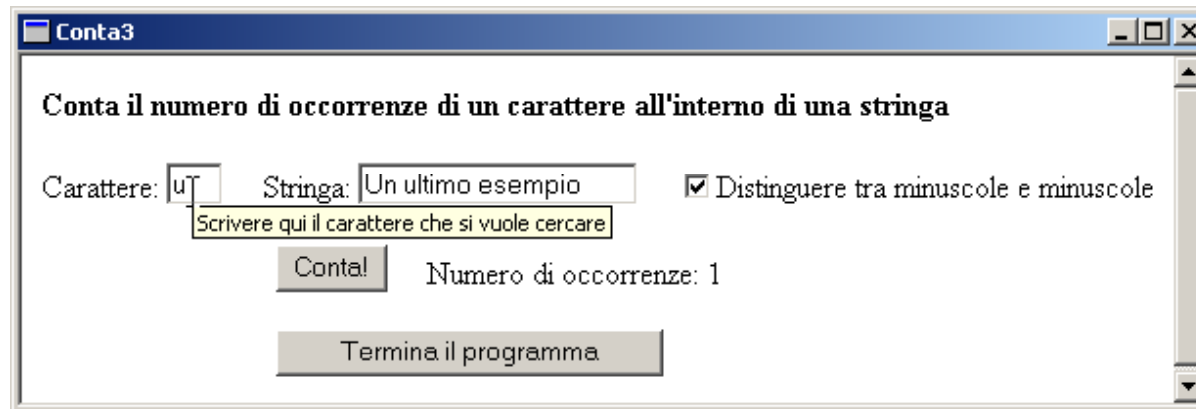 Conta3
Conta il numero di occorrenze di un carattere all'interno di una stringa
Carattere: u Stringa: Un ultimo esempio Distinguere tra minuscole e minuscole
Scrivere qui il carattere che si vuole cercare
Conta! Numero di occorrenze: 1
Termina il programma